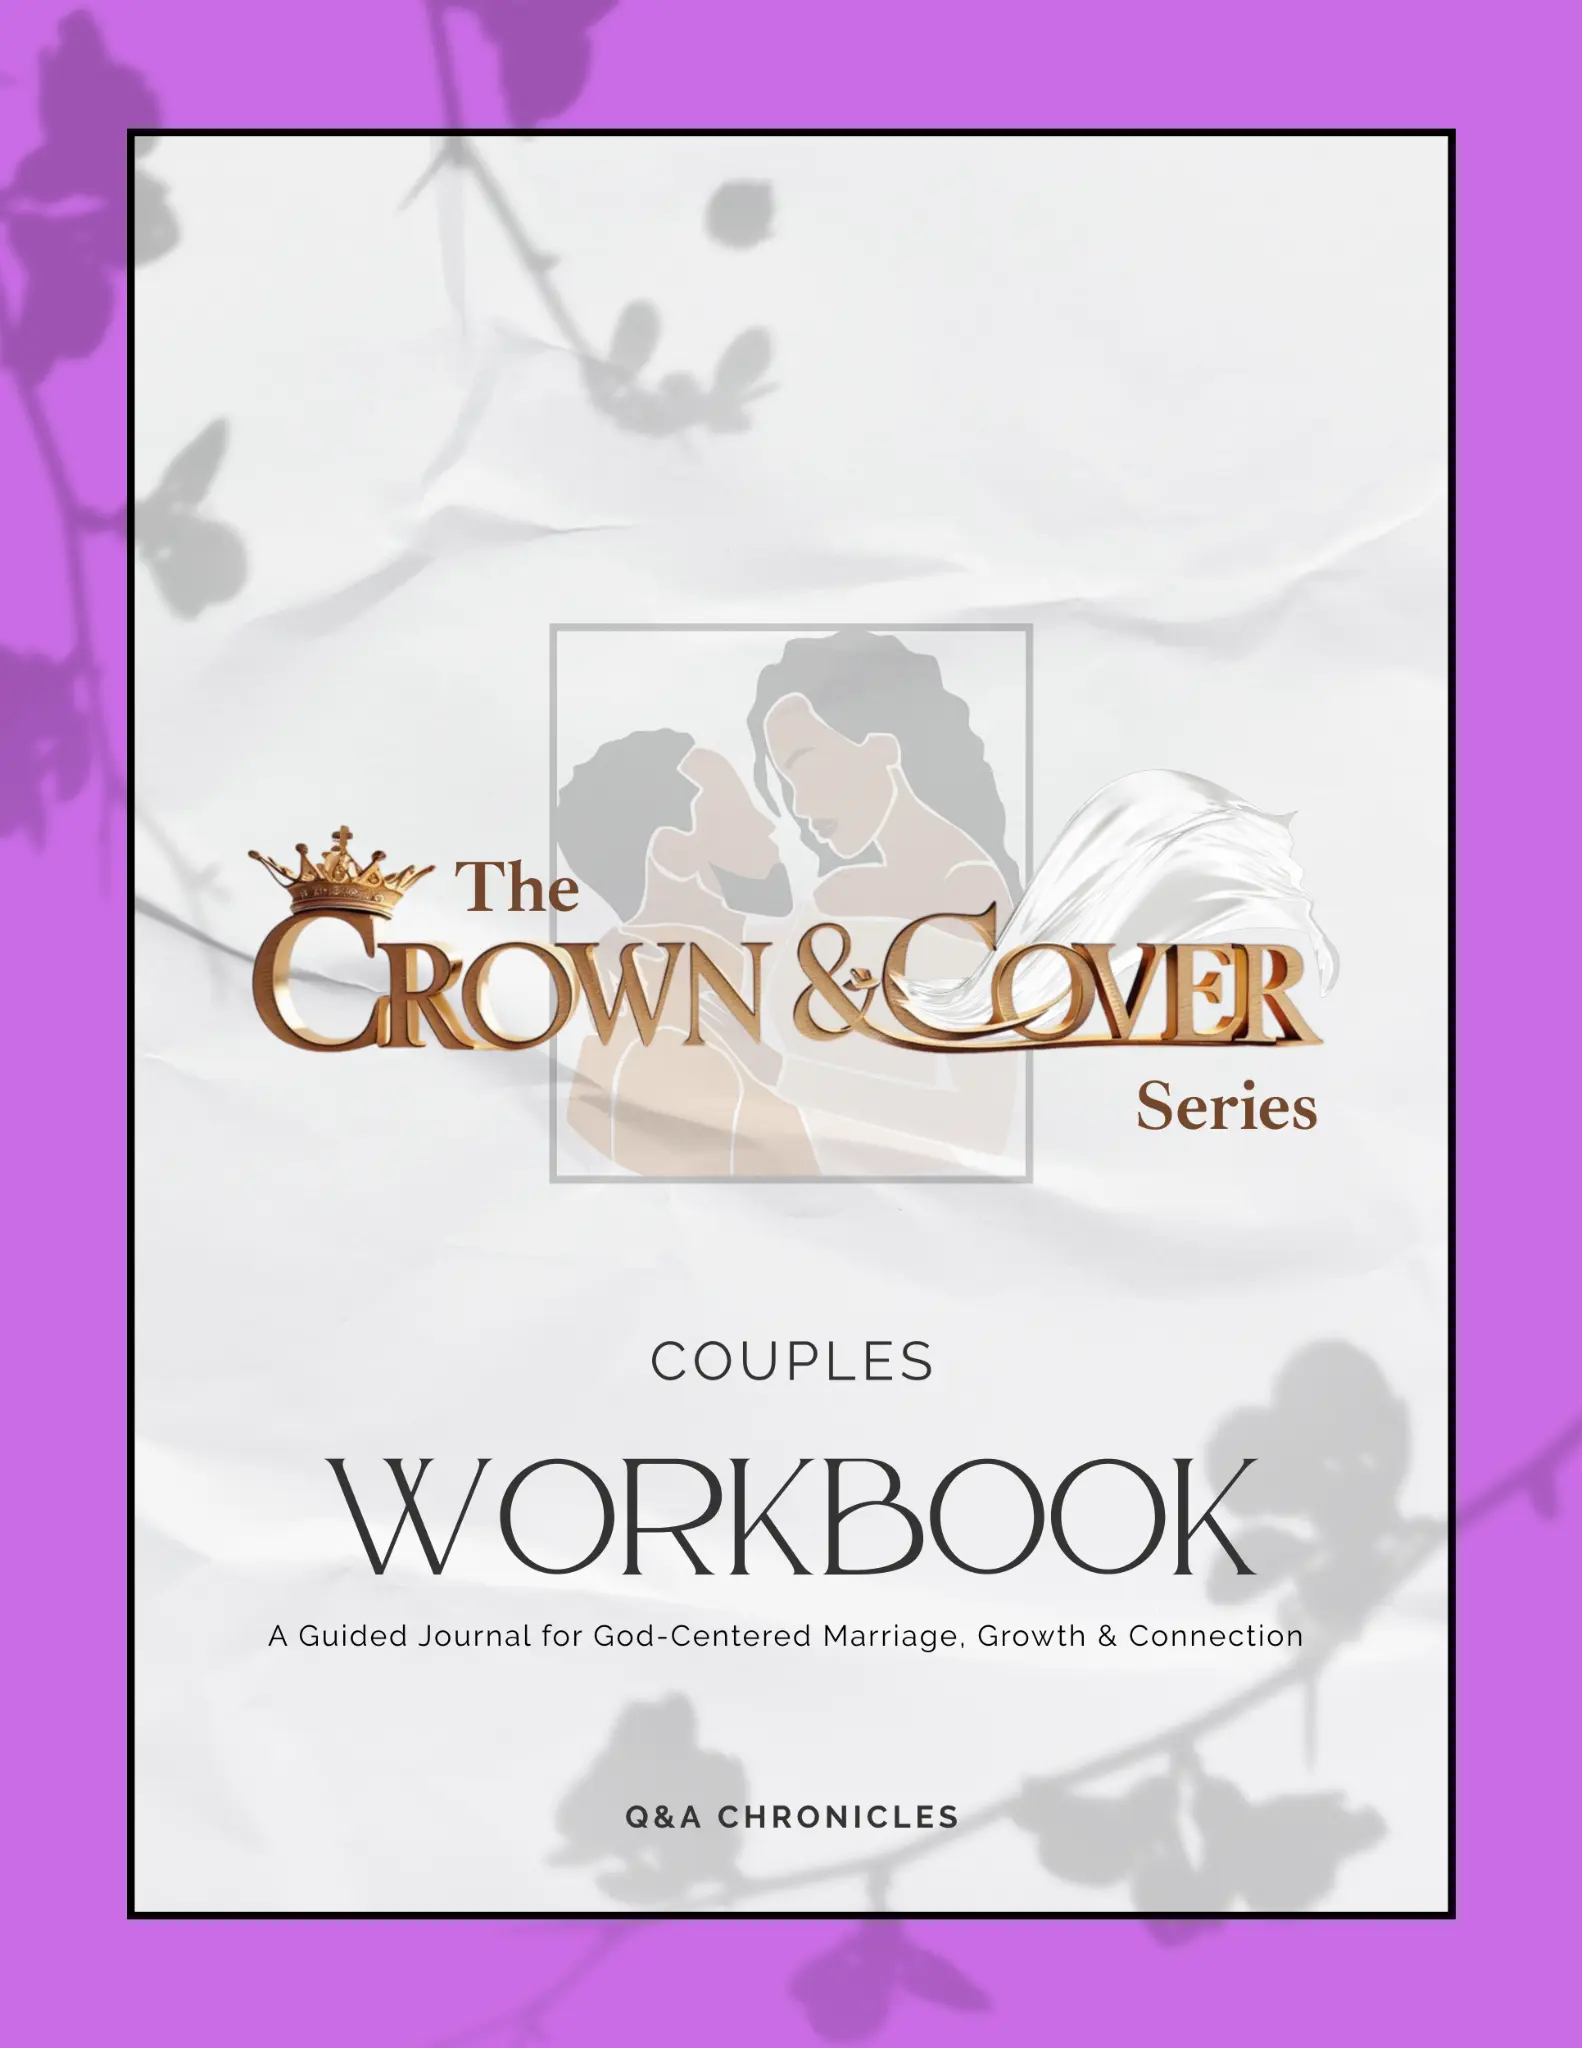 The
CROWN & COVER
Series
COUPLES
WORKBOOK
A Guided Journal for God-Centered Marriage, Growth & Connection
Q&A CHRONICLES